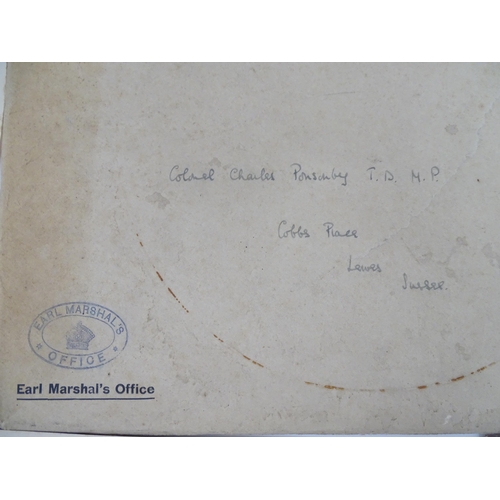 Colonel Charles Ponsonby T.D. M.P.
Cobbs Place
Lewes
Sussex.
EARL MARSHAL'S
OFFICE
Earl Marshal's Office